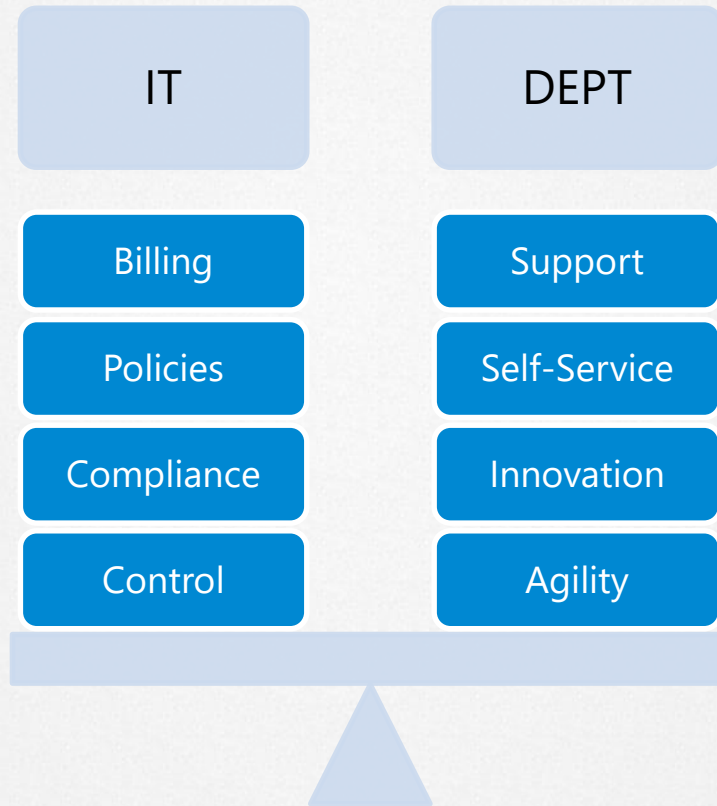 IT
Billing
Policies
Compliance
Control
DEPT
Support
Self-Service
Innovation
Agility